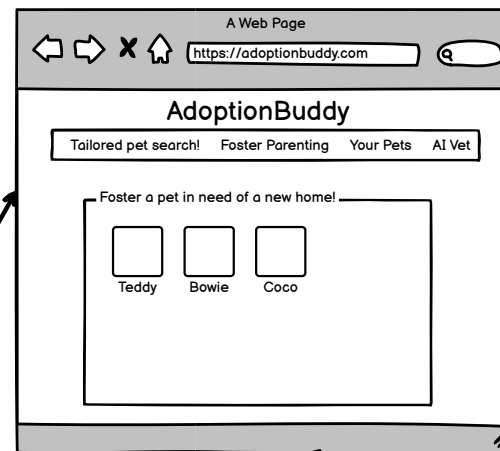 A Web Page
https://adoptionbuddy.com
AdoptionBuddy
Tailored pet search! Foster Parenting Your Pets AI Vet
Foster a pet in need of a new home!
Teddy Bowie Coco